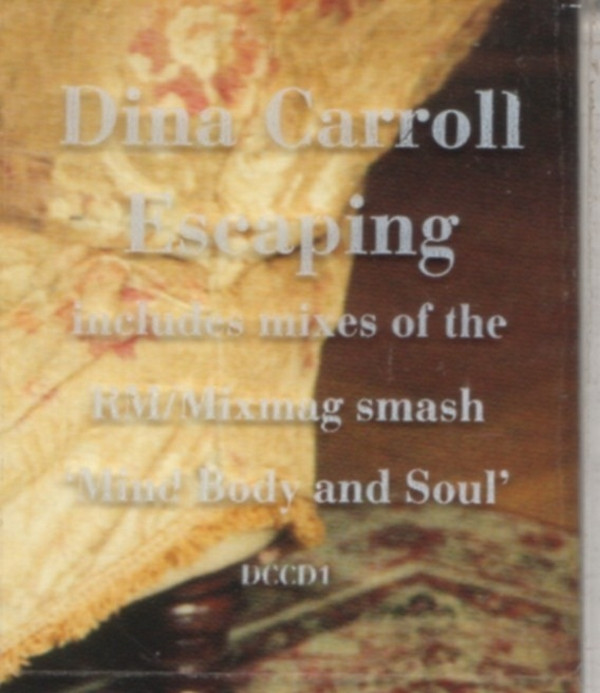 Dina Carroll
Escaping
includes mixes of the
RM/Mixmag smash
'Mind Body and Soul'
DCCD1